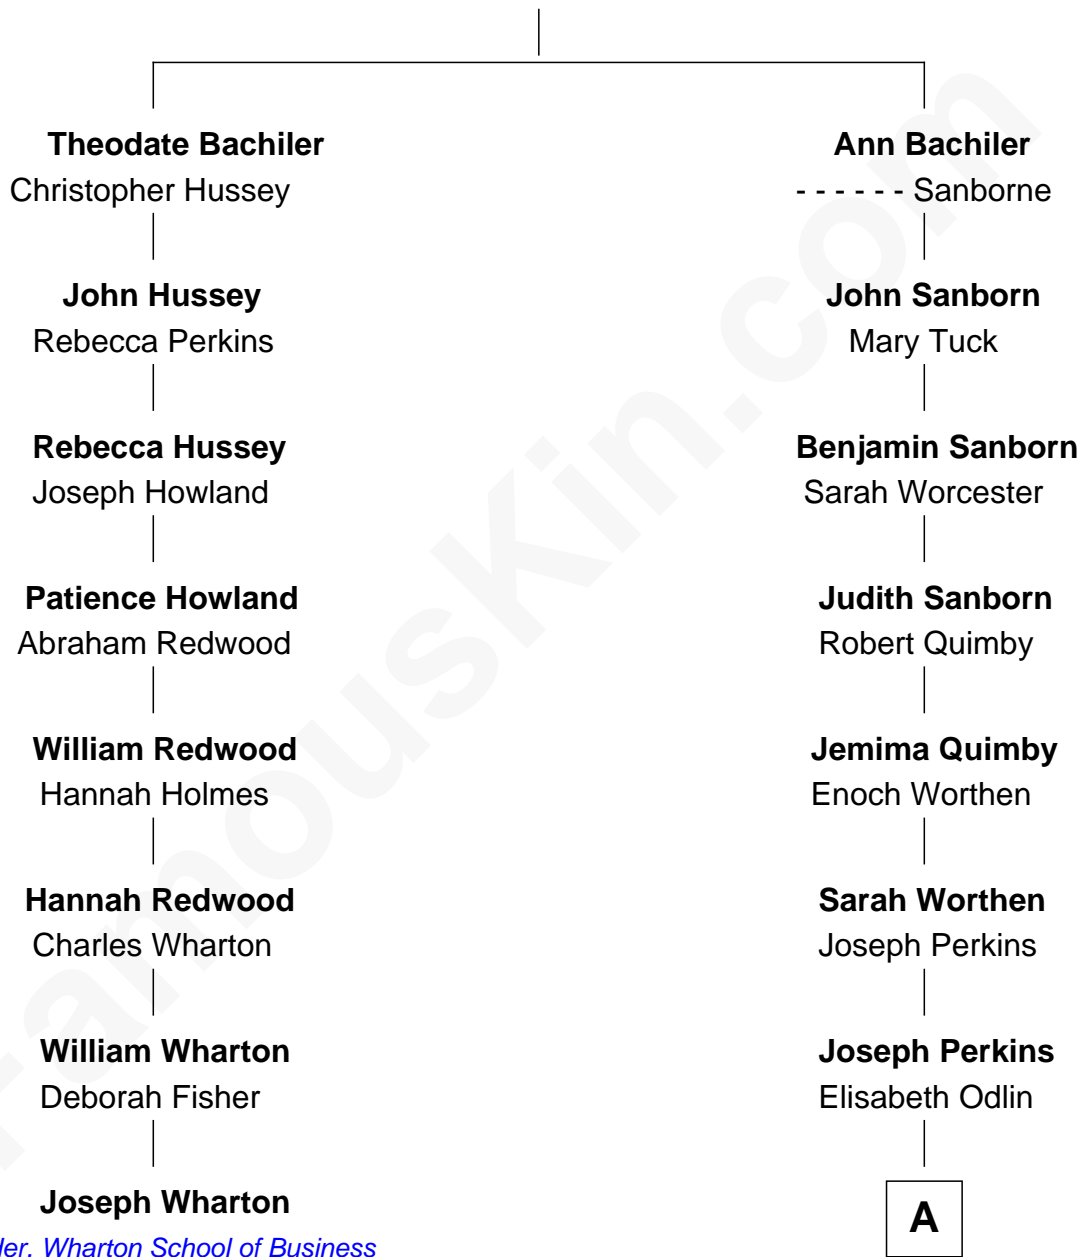 Theodate Bachiler
Christopher Hussey
John Hussey
Rebecca Perkins
Rebecca Hussey
Joseph Howland
Patience Howland
Abraham Redwood
William Redwood
Hannah Holmes
Hannah Redwood
Charles Wharton
William Wharton
Deborah Fisher
Joseph Wharton
Wharton School of Business
Ann Bachiler
- - - - - - Sanborne
John Sanborn
Mary Tuck
Benjamin Sanborn
Sarah Worcester
Judith Sanborn
Robert Quimby
Jemima Quimby
Enoch Worthen
Sarah Worthen
Joseph Perkins
Joseph Perkins
Elisabeth Odlin
A
FamousKin.com